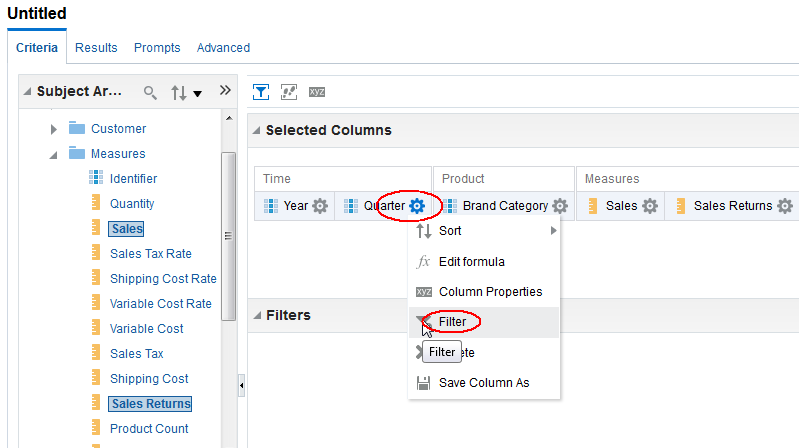 Untitled
Criteria Results Prompts Advanced
Subject Ar...
xyz
Customer
Measures
Identifier
Quantity
Sales
Sales Tax Rate
Shipping Cost Rate
Variable Cost Rate
Variable Cost
Sales Tax
Shipping Cost
Sales Returns
Product Count
Selected Columns
Time Product Measures
Year Quarter Brand Category Sales Sales Returns
Sort
fx Edit formula
xyz Column Properties
Filter
Filter
Save Column As
Filters